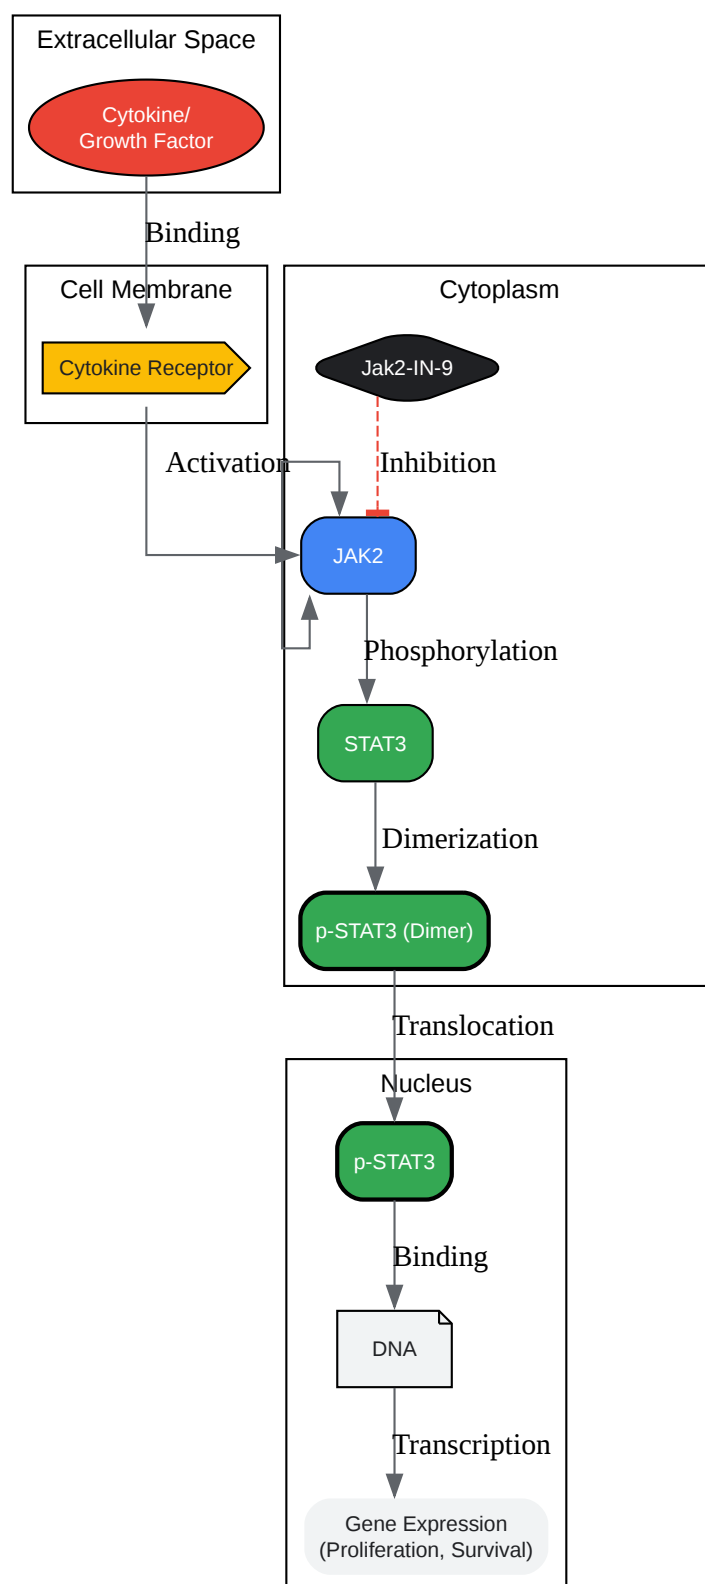 Extracellular Space
Cytokine/
Growth Factor
Binding
Cell Membrane
Cytoplasm
Cytokine Receptor
Jak2-IN-9
Activation
Inhibition
JAK2
Phosphorylation
STAT3
Dimerization
p-STAT3 (Dimer)
Translocation
Nucleus
p-STAT3
Binding
DNA
Transcription
Gene Expression
(Proliferation, Survival)